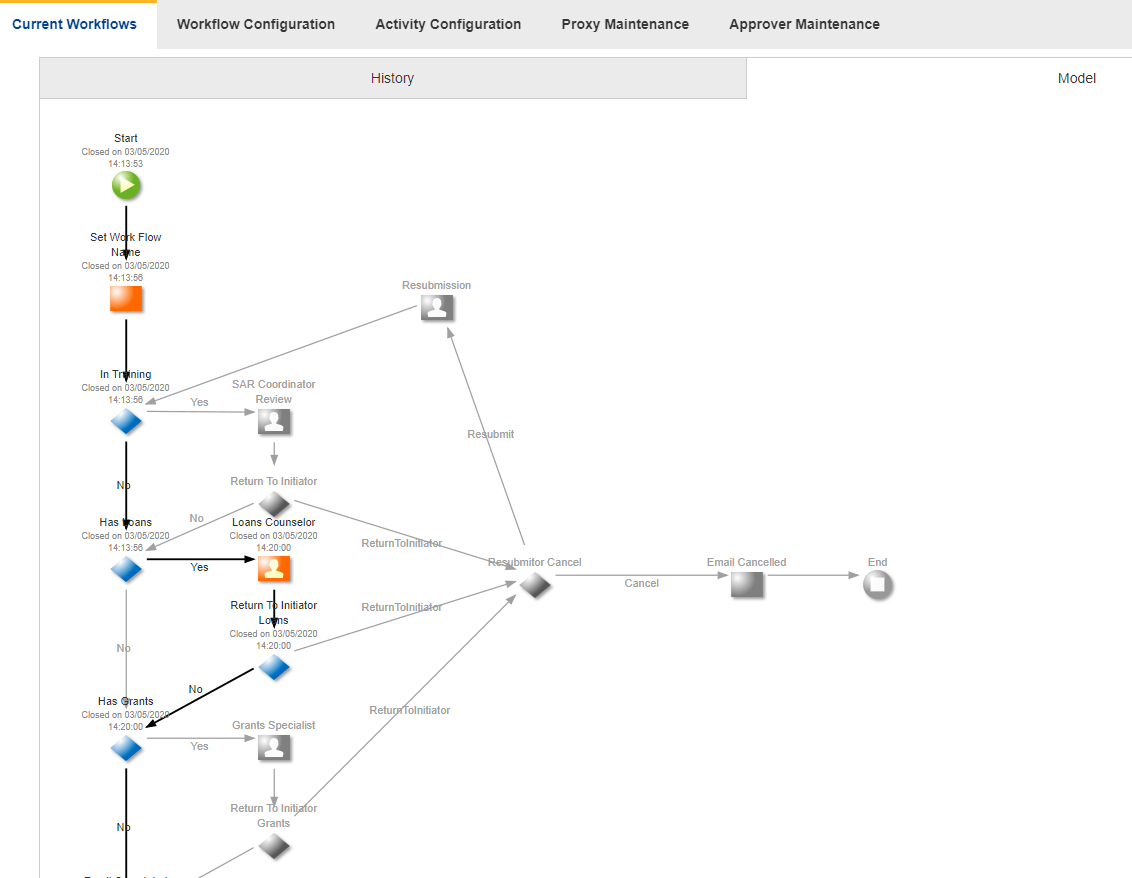 Current Workflows
Workflow Configuration
Activity Configuration
Proxy Maintenance
Approver Maintenance
History
Model
Start
Closed on 03/05/2020
14:13:53
Set Work Flow
Name
Closed on 03/05/2020
14:13:56
Resubmission
In Training
Closed on 03/05/2020
14:13:56
Yes
SAR Coordinator
Review
Resubmit
No
Return To Initiator
No
Has Loans
Closed on 03/05/2020
14:13:56
Yes
Loans Counselor
Closed on 03/05/2020
14:20:00
ReturnToInitiator
Resubmitor Cancel
Cancel
Email Cancelled
End
Return To Initiator
Loans
Closed on 03/05/2020
14:20:00
ReturnToInitiator
No
No
Has Grants
Closed on 03/05/2020
14:20:00
Yes
Grants Specialist
ReturnToInitiator
Return To Initiator
Grants
No